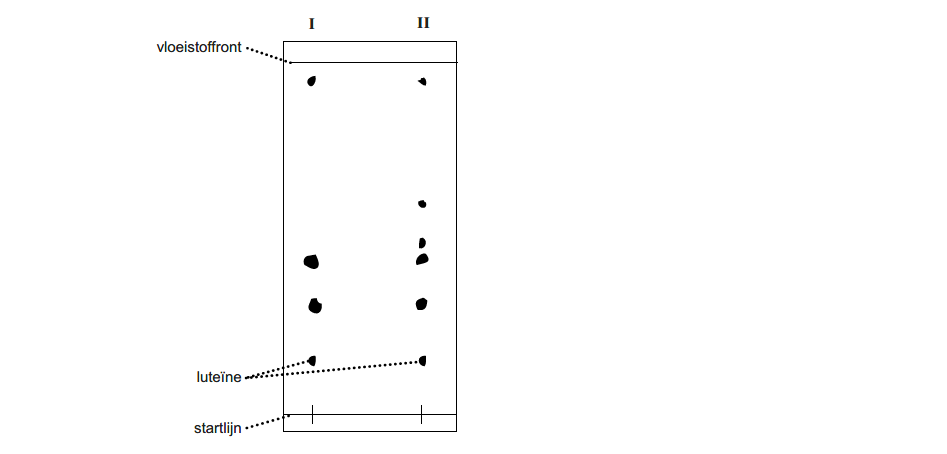 I II
vloeistoffront
luteïne
startlijn